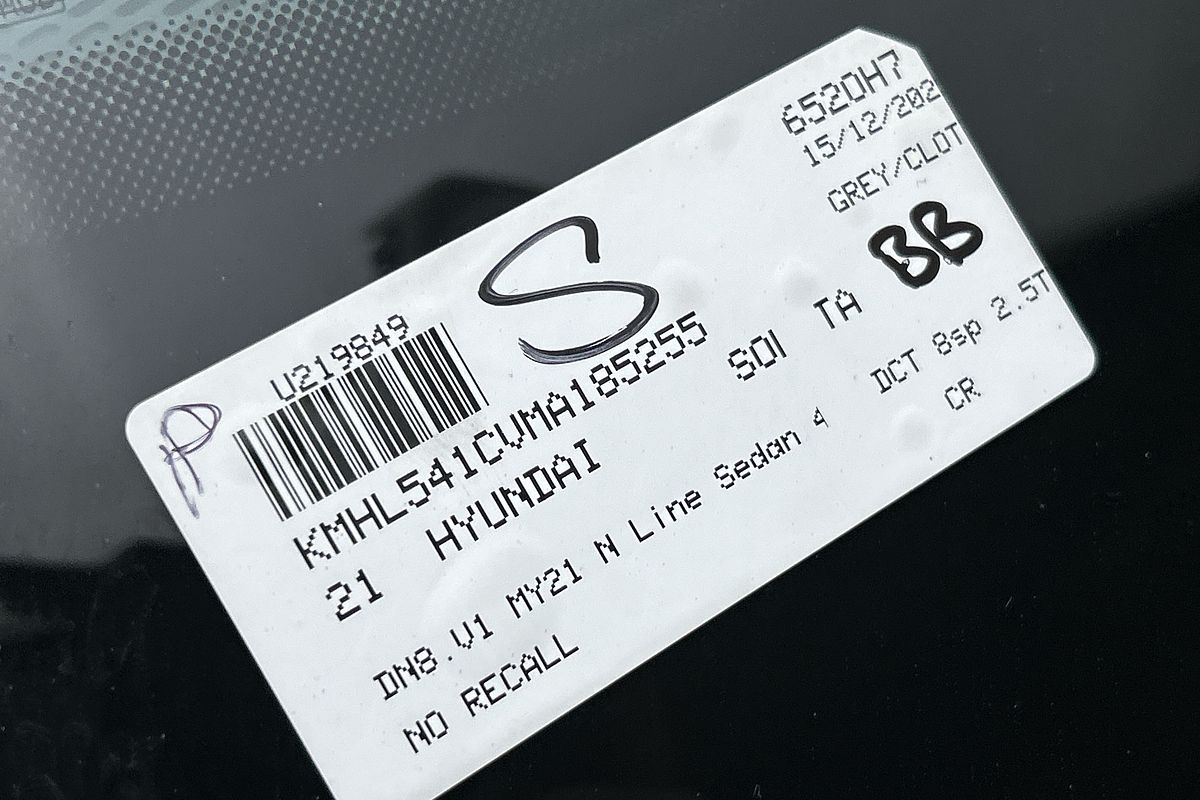 652DH7
15/12/202
GREY/CLOT
BB
S
P
U219849
KMHL541CVMA185255 SOI TA
21 HYUNDAI
DN8.V1 MY21 N Line Sedan 4 DCT 8sp 2.5T
NO RECALL CR